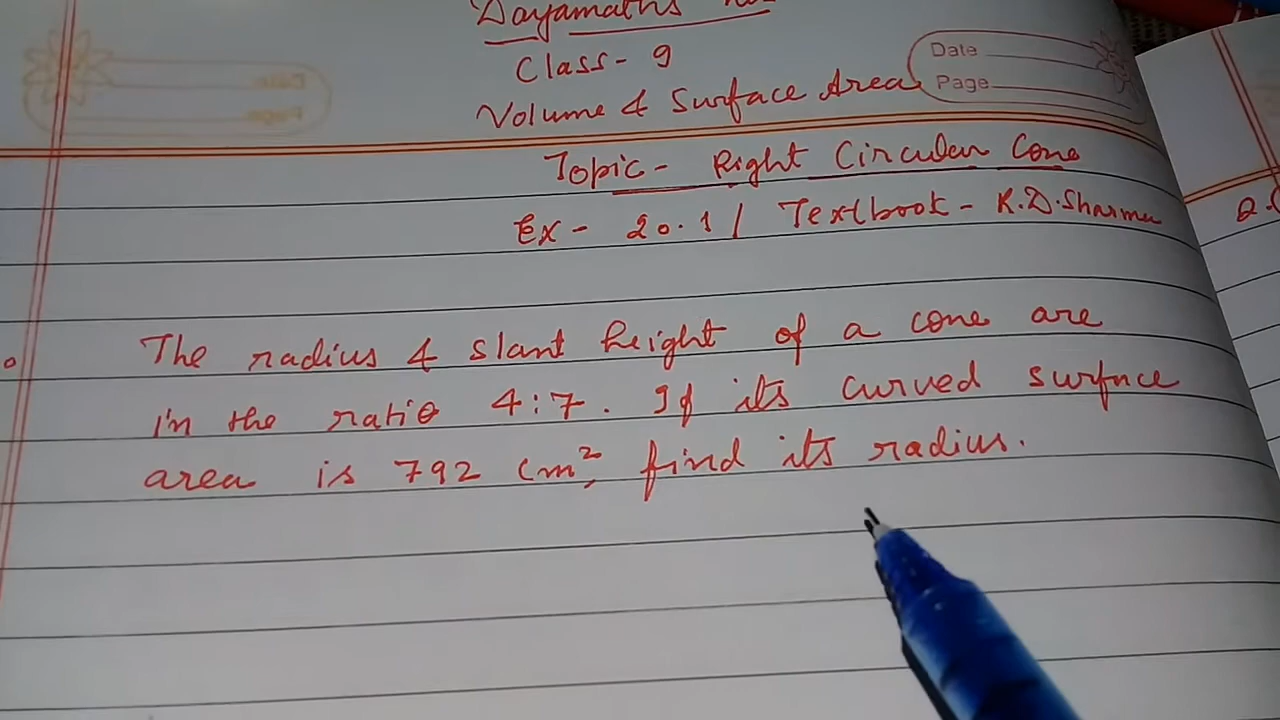 Dayamaths
Class- 9
Volume & Surface Area
Date
Page
Topic- Right Circular Cone
Ex- 20.1 / Textbook- R.D.Sharma
The radius & slant height of a cone are
in the ratio 4:7. If its curved surface
area is 792 cm², find its radius.